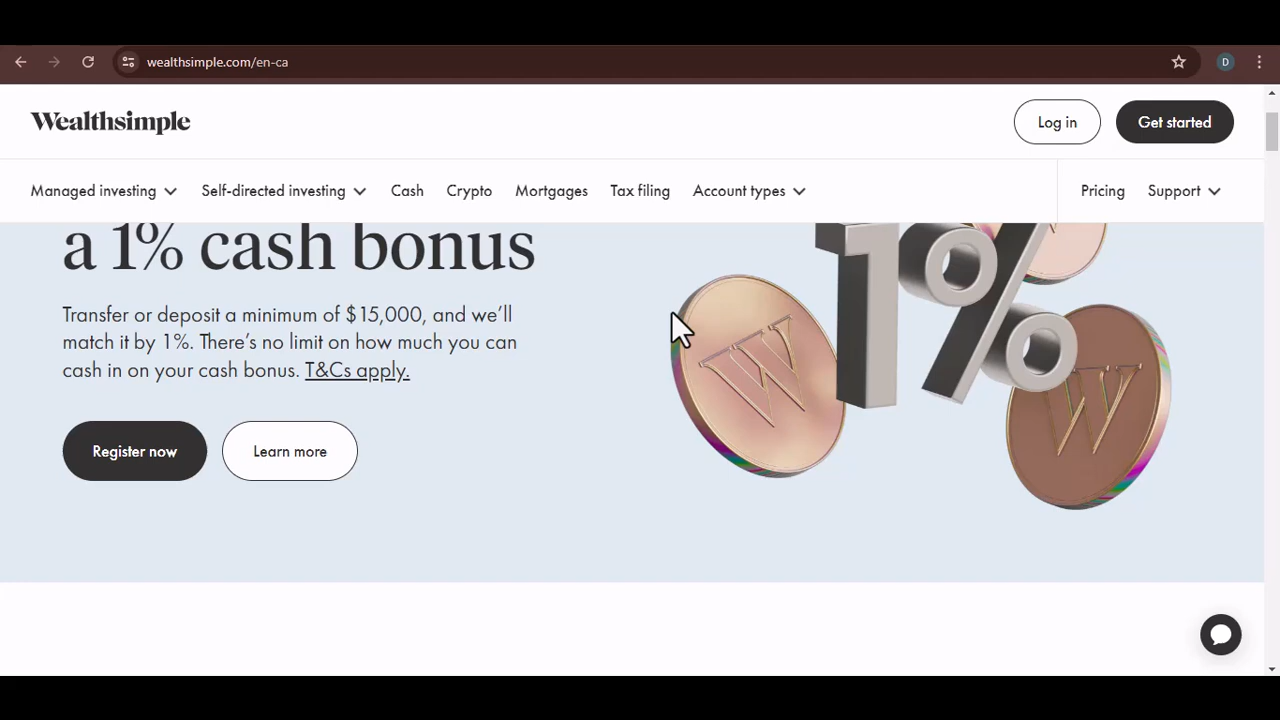 wealthsimple.com/en-ca
D
Wealthsimple
Log in
Get started
Managed investing
Self-directed investing
Cash
Crypto
Mortgages
Tax filing
Account types
Pricing
Support
a 1% cash bonus
Transfer or deposit a minimum of $15,000, and we’ll
match it by 1%. There’s no limit on how much you can
cash in on your cash bonus. T&Cs apply.
Register now
Learn more
1%
W
W